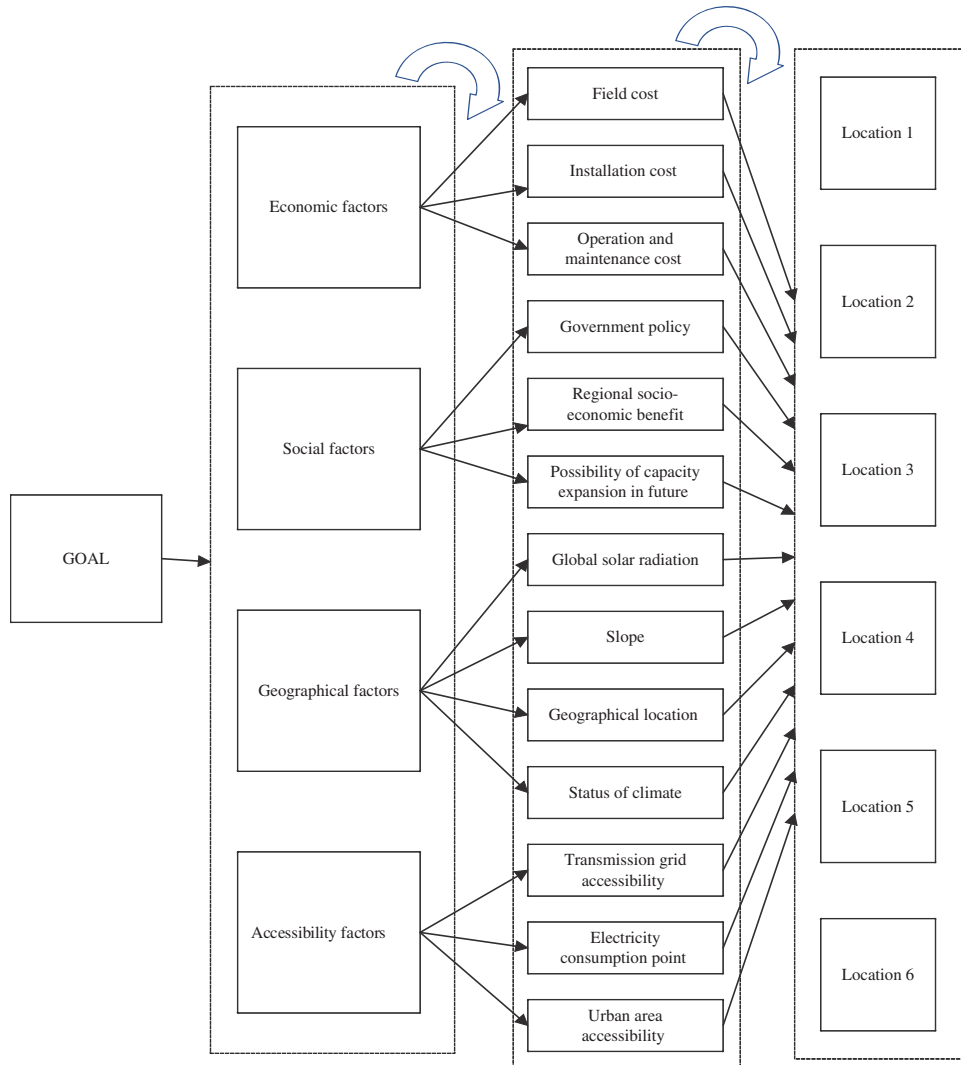 GOAL
Economic factors
Social factors
Geographical factors
Accessibility factors
Field cost
Installation cost
Operation and
maintenance cost
Government policy
Regional socio-
economic benefit
Possibility of capacity
expansion in future
Global solar radiation
Slope
Geographical location
Status of climate
Transmission grid
accessibility
Electricity
consumption point
Urban area
accessibility
Location 1
Location 2
Location 3
Location 4
Location 5
Location 6